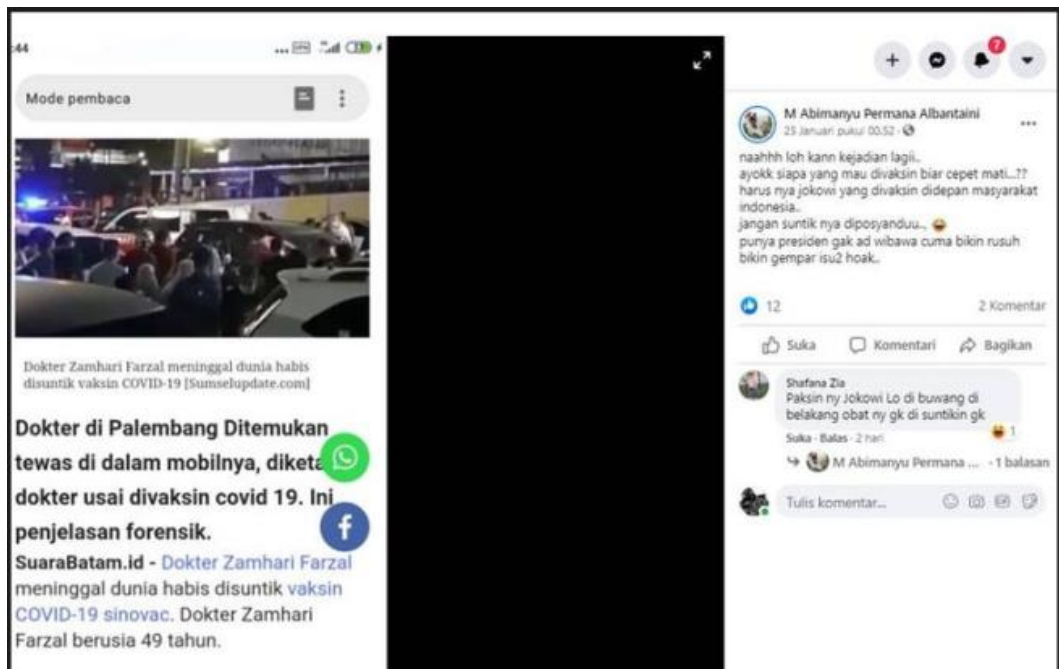 :44
Mode pembaca
Dokter Zamhari Farzal meninggal dunia habis
disuntik vaksin COVID-19 [Sumselupdate.com]
Dokter di Palembang Ditemukan
tewas di dalam mobilnya, diketa
dokter usai divaksin covid 19. Ini
penjelasan forensik.
SuaraBatam.id - Dokter Zamhari Farzal
meninggal dunia habis disuntik vaksin
COVID-19 sinovac. Dokter Zamhari
Farzal berusia 49 tahun.
7
M Abimanyu Permana Albantaini
25 Januari pukul 00.52 ·
naahhh loh kann kejadian lagii..
ayokk siapa yang mau divaksin biar cepet mati...??
harus nya jokowi yang divaksin didepan masyarakat
indonesia..
jangan suntik nya diposyanduu..,
punya presiden gak ad wibawa cuma bikin rusuh
bikin gempar isu2 hoak..
12
2 Komentar
Suka Komentari Bagikan
Shafana Zia
Paksin ny Jokowi Lo di buwang di
belakang obat ny gk di suntikin gk
1
Suka · Balas · 2 hari
M Abimanyu Permana ... · 1 balasan
Tulis komentar...